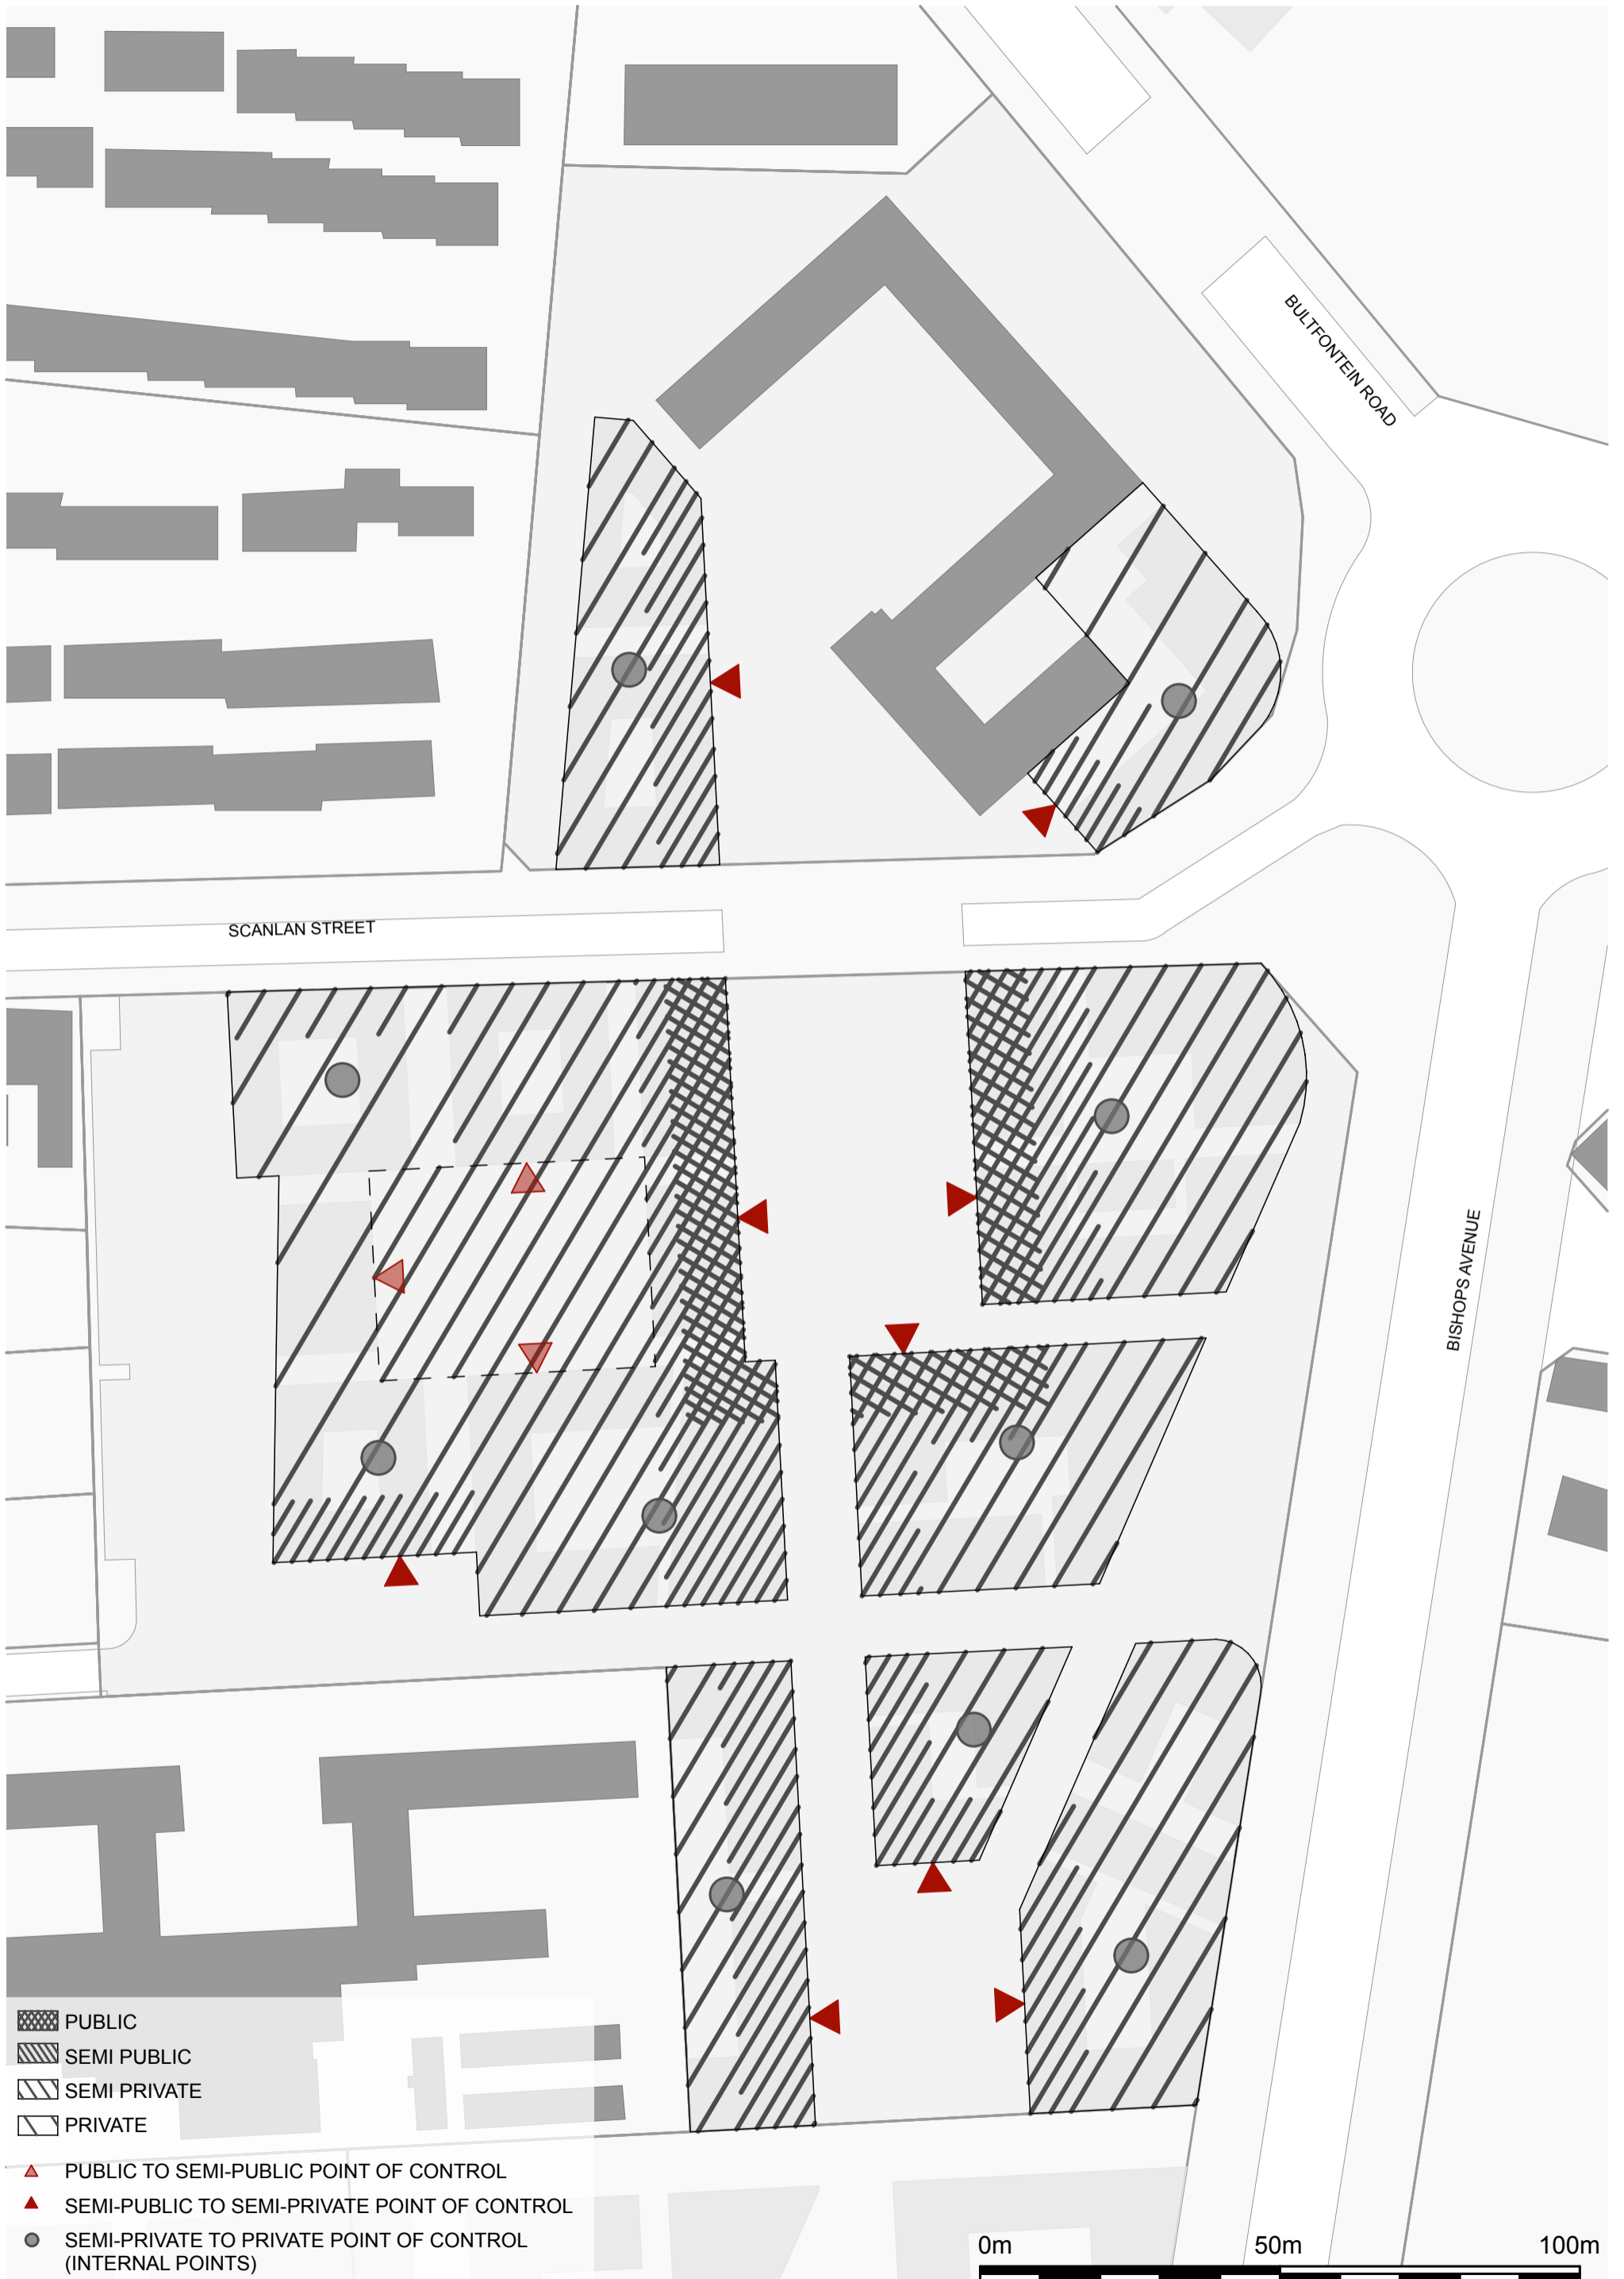 BULTFONTEIN ROAD
SCANLAN STREET
BISHOPS AVENUE
PUBLIC
SEMI PUBLIC
SEMI PRIVATE
PRIVATE
PUBLIC TO SEMI-PUBLIC POINT OF CONTROL
SEMI-PUBLIC TO SEMI-PRIVATE POINT OF CONTROL
SEMI-PRIVATE TO PRIVATE POINT OF CONTROL
(INTERNAL POINTS)
0m 50m 100m